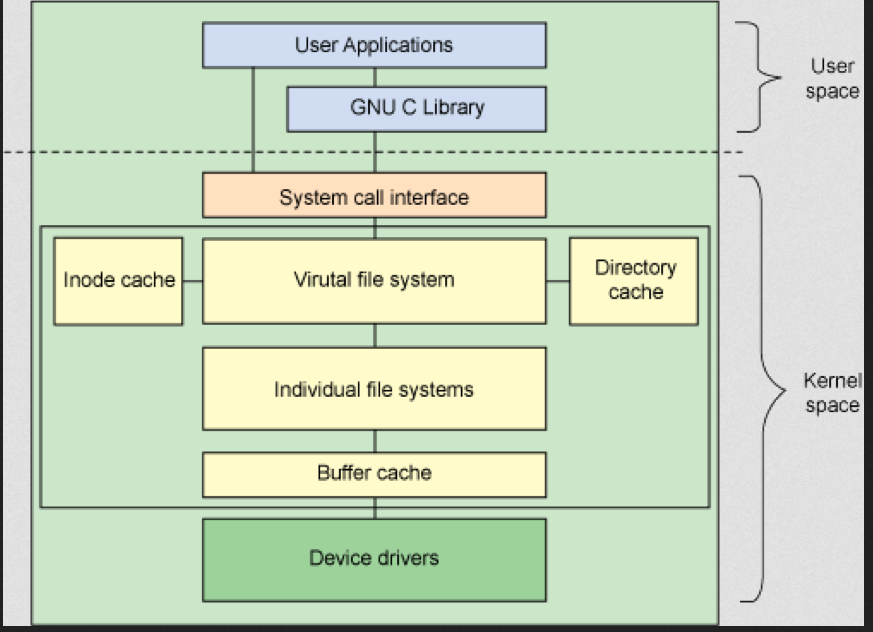 User Applications
GNU C Library
User
space
System call interface
Inode cache
Virutal file system
Directory
cache
Individual file systems
Kernel
space
Buffer cache
Device drivers